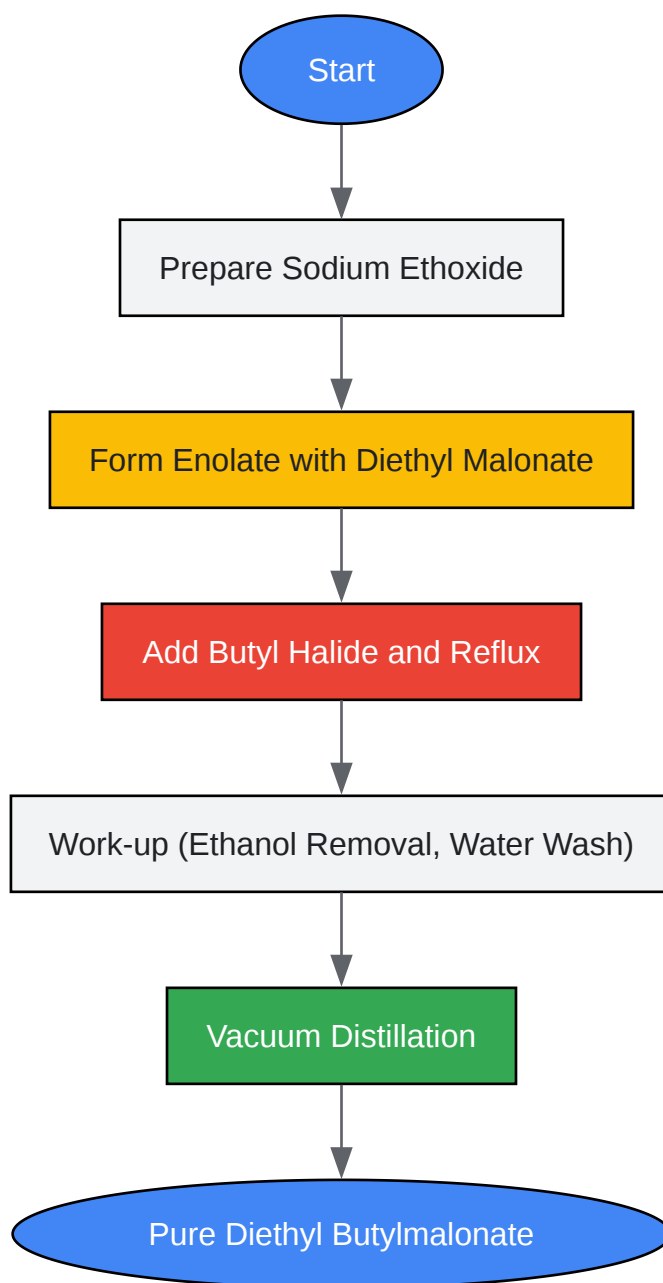 Start
Prepare Sodium Ethoxide
Form Enolate with Diethyl Malonate
Add Butyl Halide and Reflux
Work-up (Ethanol Removal, Water Wash)
Vacuum Distillation
Pure Diethyl Butylmalonate